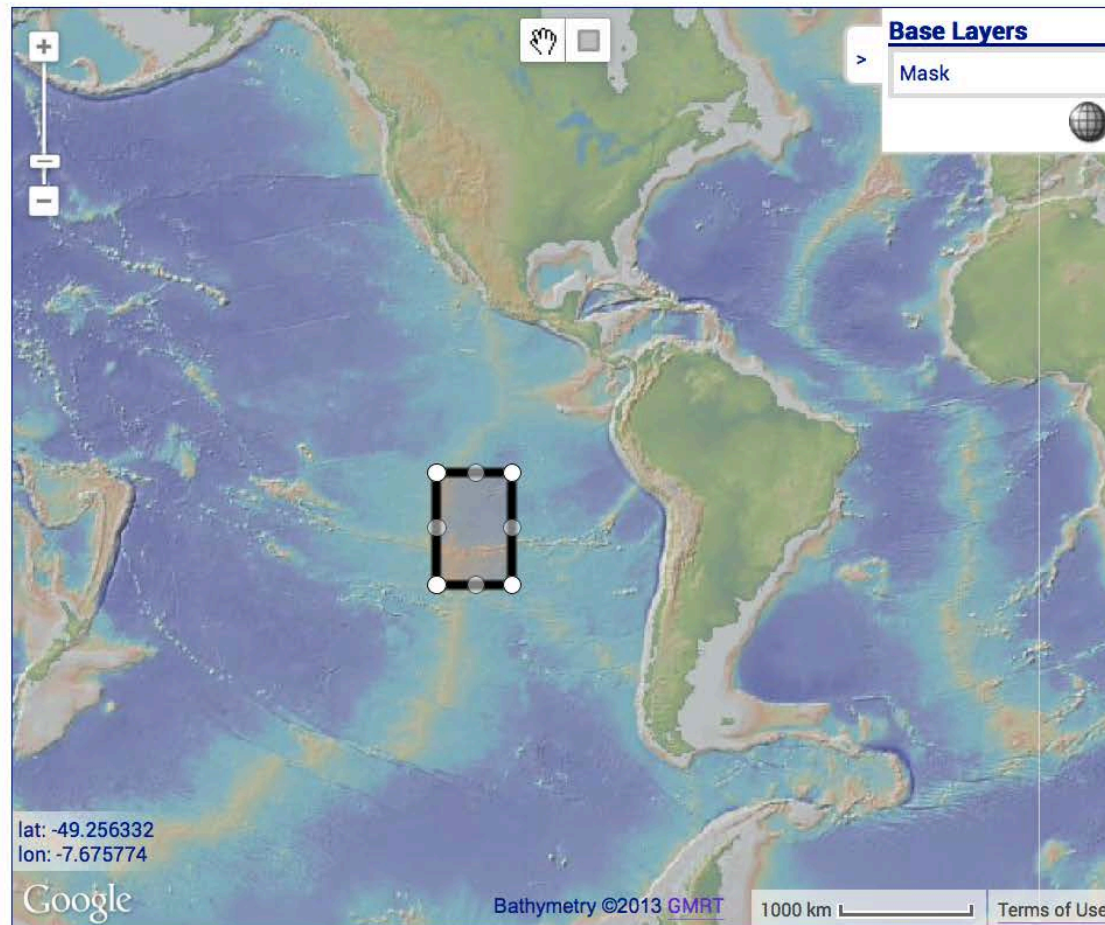 +
Base Layers
>
Mask
−
lat: -49.256332
lon: -7.675774
Google
Bathymetry ©2013 GMRT
1000 km
Terms of Use